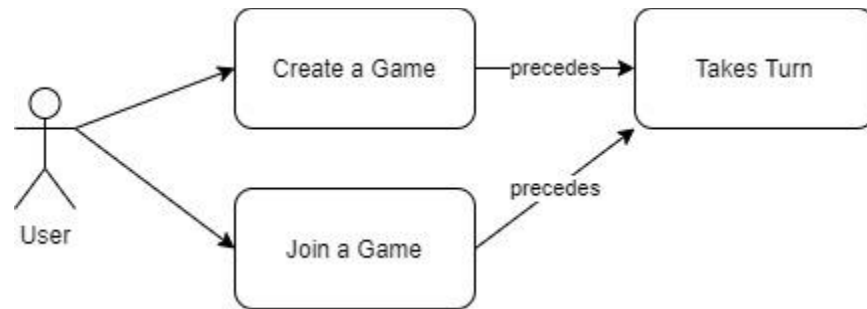 Create a Game
precedes
Takes Turn
User
Join a Game
precedes